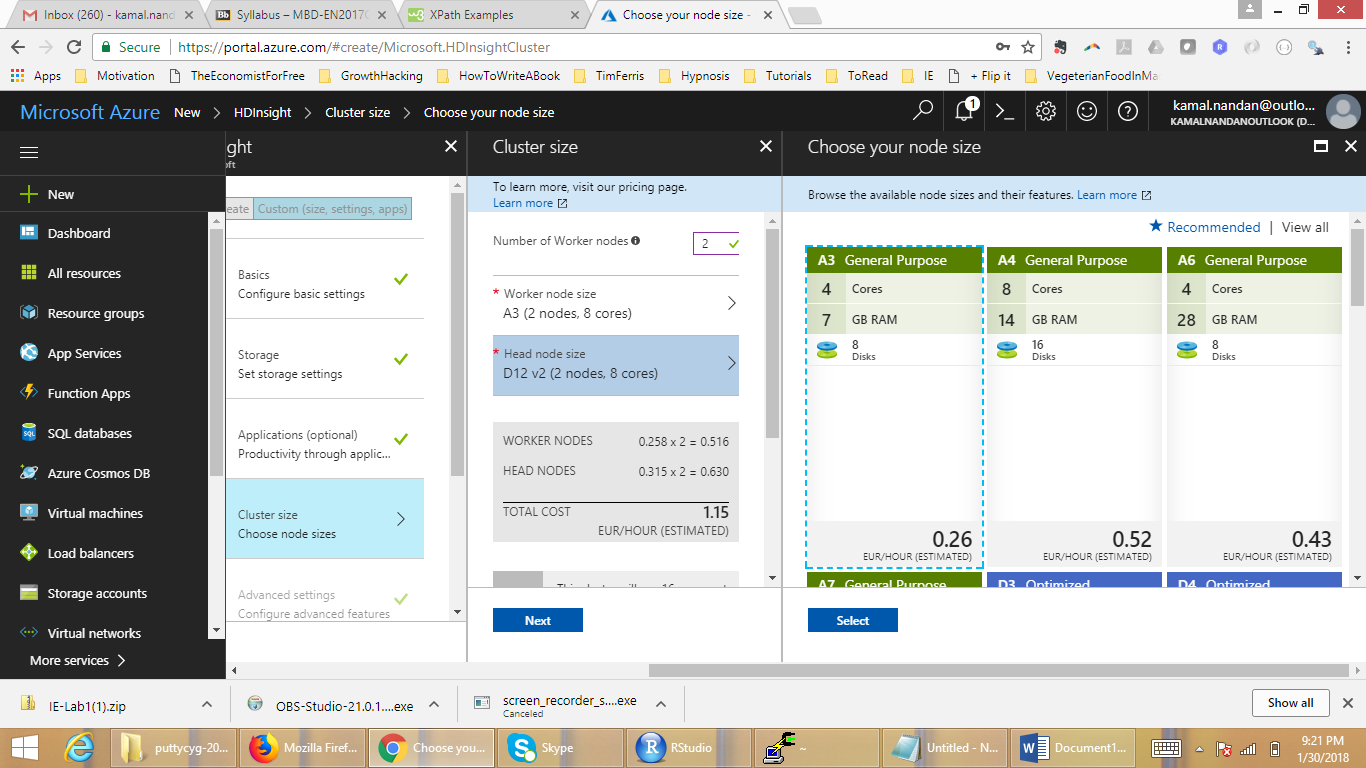 Inbox (260) - kamal.nand
Syllabus – MBD-EN2017
XPath Examples
Choose your node size -
Secure
https://portal.azure.com/#create/Microsoft.HDInsightCluster
Apps
Motivation
TheEconomistForFree
GrowthHacking
HowToWriteABook
TimFerris
Hypnosis
Tutorials
ToRead
IE
+ Flip it
VegeterianFoodInMa
Microsoft Azure
New
HDInsight
Cluster size
Choose your node size
1
kamal.nandan@outlo...
KAMALNANDANOUTLOOK (D...
New
Dashboard
All resources
Resource groups
App Services
Function Apps
SQL databases
Azure Cosmos DB
Virtual machines
Load balancers
Storage accounts
Virtual networks
More services
ght
ft
eate
Custom (size, settings, apps)
Basics
Configure basic settings
Storage
Set storage settings
Applications (optional)
Productivity through applic...
Cluster size
Choose node sizes
Advanced settings
Configure advanced features
Cluster size
To learn more, visit our pricing page.
Learn more
Number of Worker nodes
2
* Worker node size
A3 (2 nodes, 8 cores)
* Head node size
D12 v2 (2 nodes, 8 cores)
WORKER NODES 0.258 x 2 = 0.516
HEAD NODES 0.315 x 2 = 0.630
TOTAL COST 1.15
EUR/HOUR (ESTIMATED)
Next
Choose your node size
Browse the available node sizes and their features. Learn more
Recommended | View all
A3 General Purpose
4 Cores
7 GB RAM
8
Disks
0.26
EUR/HOUR (ESTIMATED)
A4 General Purpose
8 Cores
14 GB RAM
16
Disks
0.52
EUR/HOUR (ESTIMATED)
A6 General Purpose
4 Cores
28 GB RAM
8
Disks
0.43
EUR/HOUR (ESTIMATED)
A7 General Purpose
D3 Optimized
D4 Optimized
Select
IE-Lab1(1).zip
OBS-Studio-21.0.1....exe
screen_recorder_s....exe
Canceled
Show all
puttycyg-20...
Mozilla Firef...
Choose you...
Skype
RStudio
~
Untitled - N...
Document1...
9:21 PM
1/30/2018